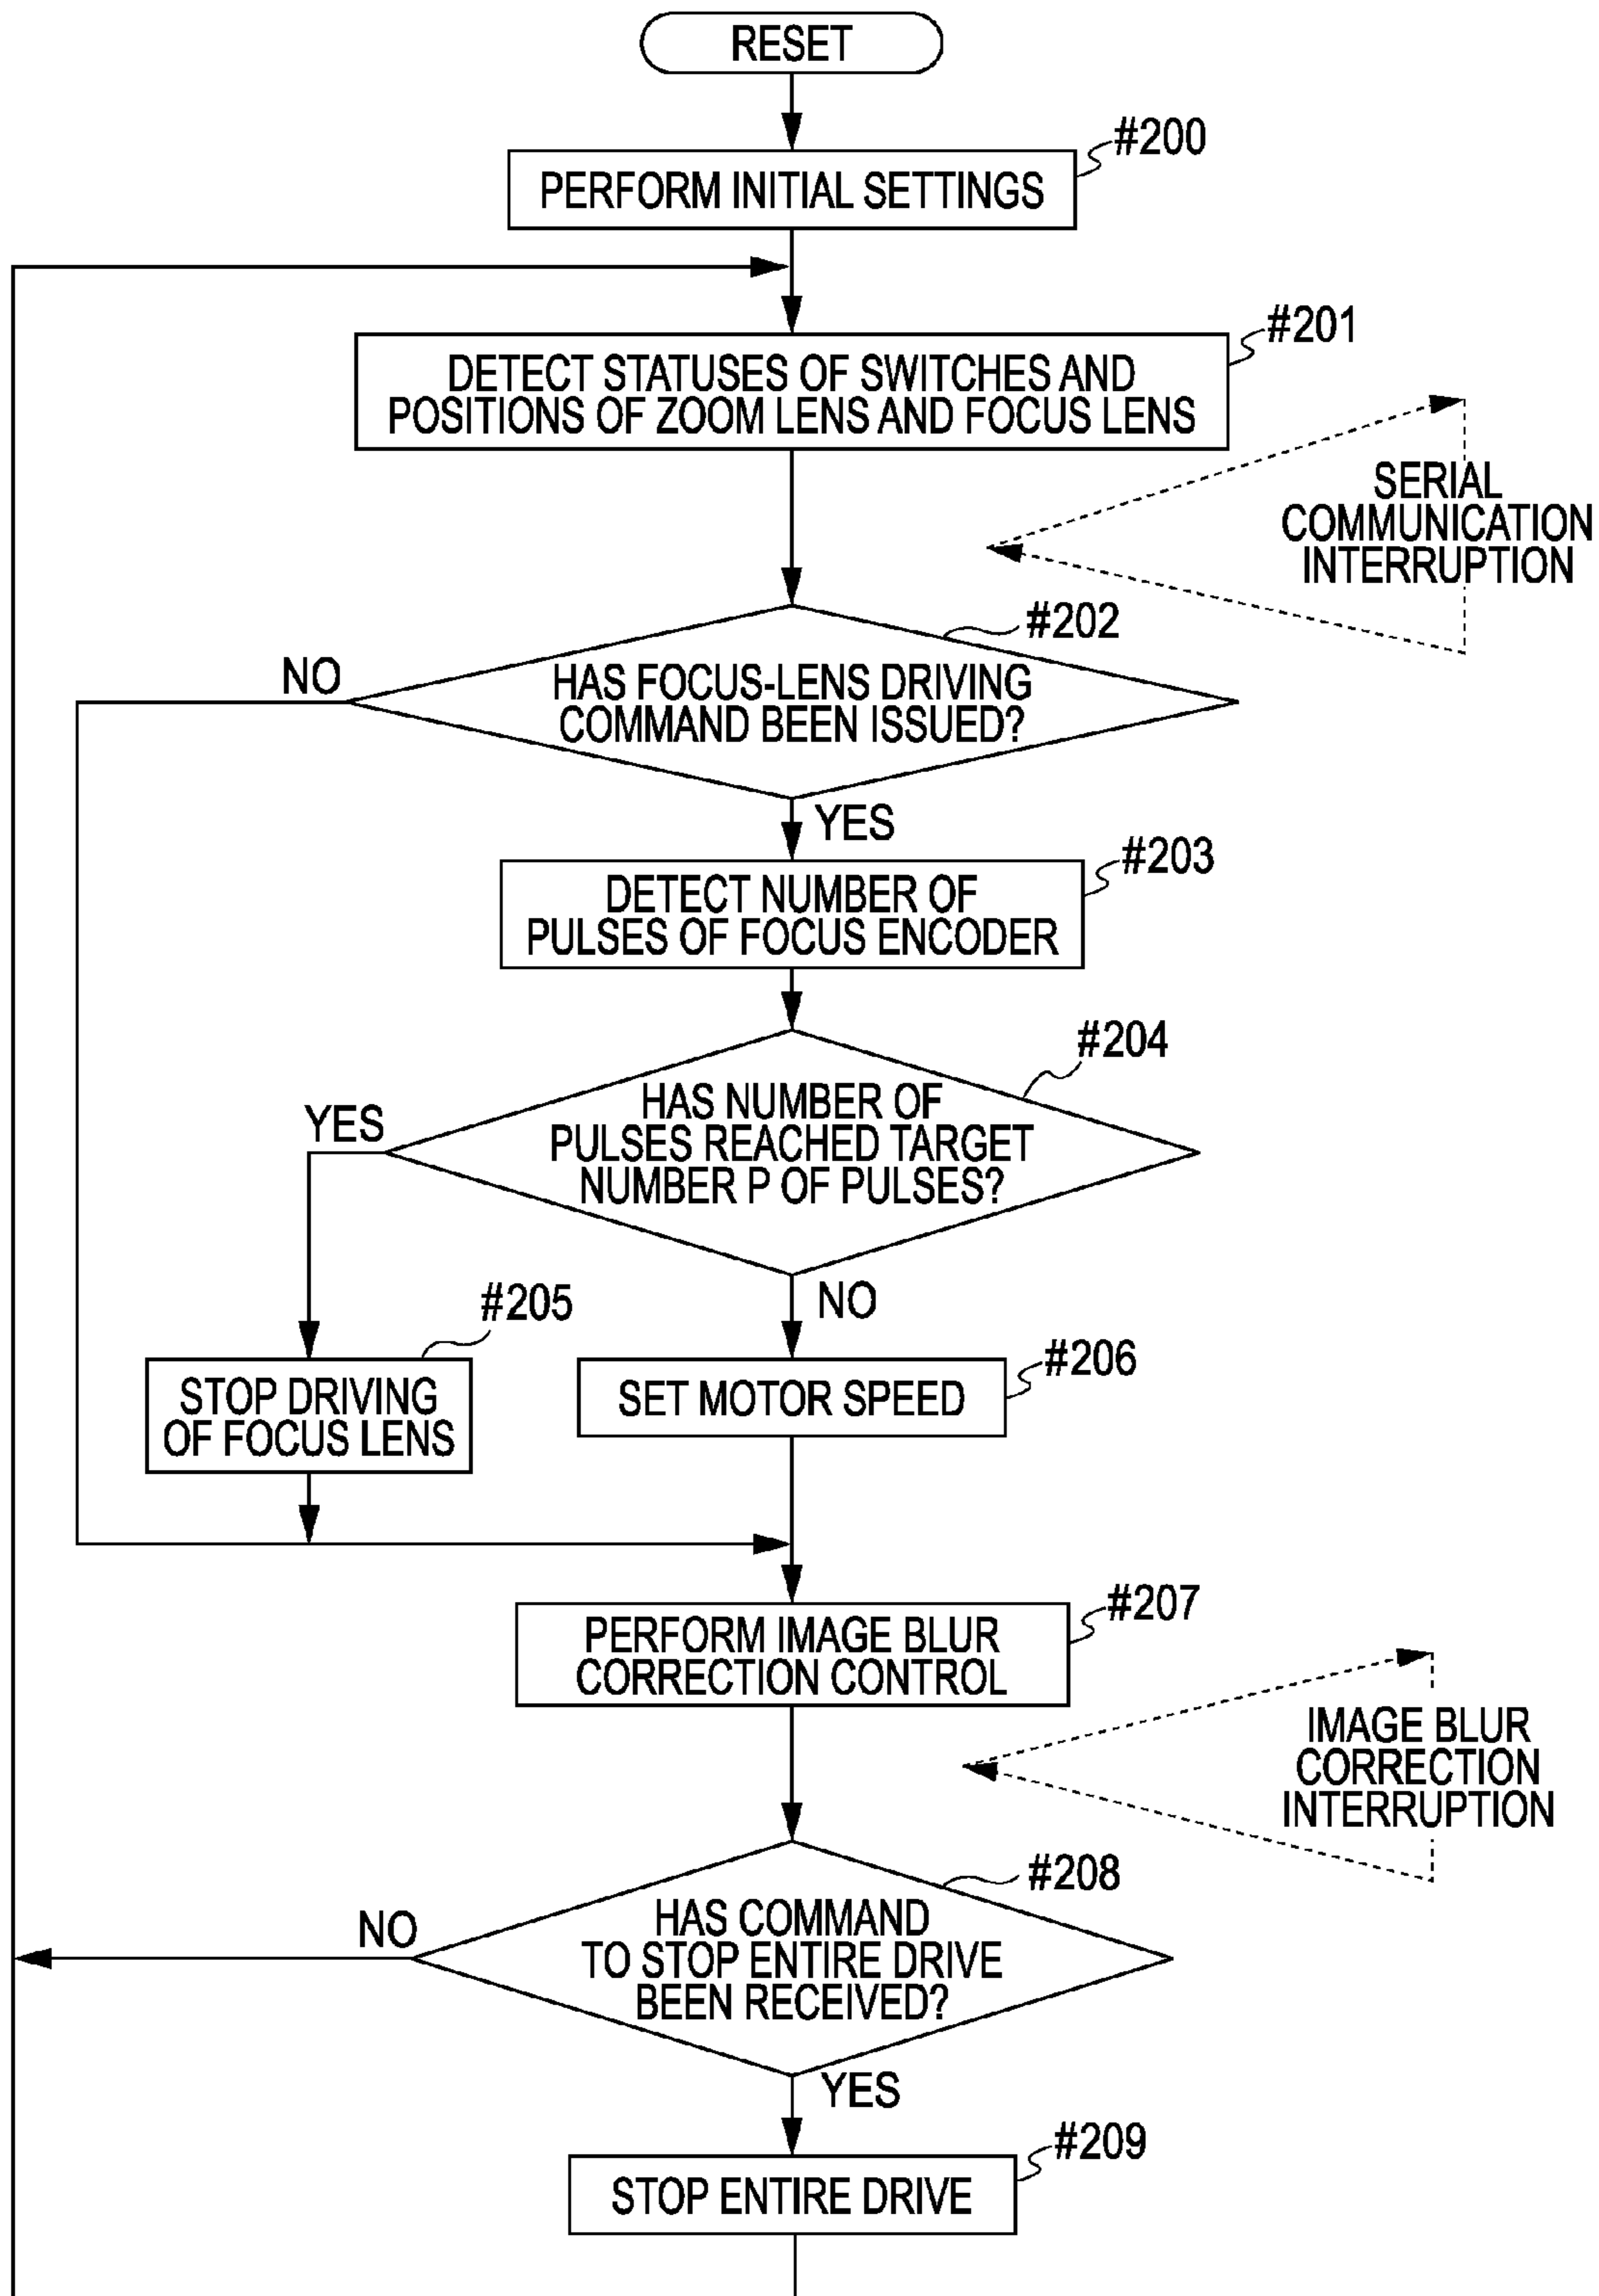 RESET
#200
PERFORM INITIAL SETTINGS
#201
DETECT STATUSES OF SWITCHES AND
POSITIONS OF ZOOM LENS AND FOCUS LENS
SERIAL
COMMUNICATION
INTERRUPTION
#202
NO
HAS FOCUS-LENS DRIVING
COMMAND BEEN ISSUED?
YES
#203
DETECT NUMBER OF
PULSES OF FOCUS ENCODER
#204
HAS NUMBER OF
PULSES REACHED TARGET
NUMBER P OF PULSES?
YES
NO
#205
STOP DRIVING
OF FOCUS LENS
#206
SET MOTOR SPEED
#207
PERFORM IMAGE BLUR
CORRECTION CONTROL
IMAGE BLUR
CORRECTION
INTERRUPTION
#208
NO
HAS COMMAND
TO STOP ENTIRE DRIVE
BEEN RECEIVED?
YES
#209
STOP ENTIRE DRIVE